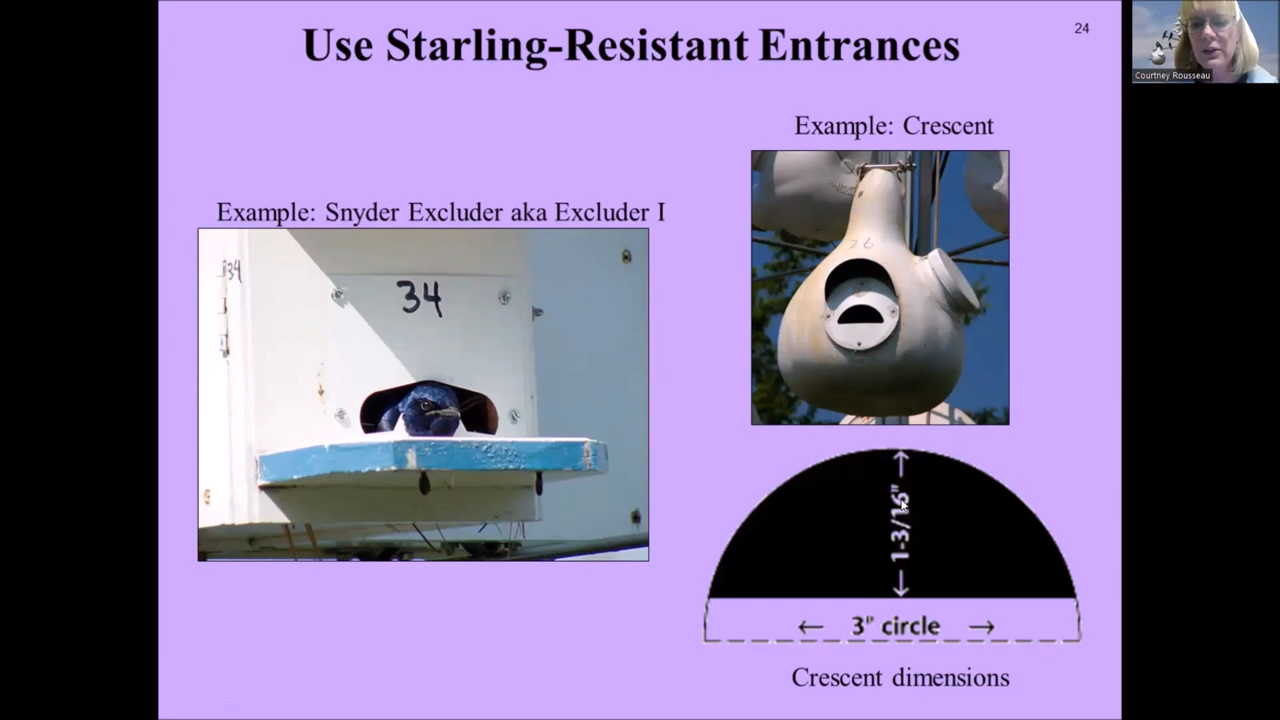 Use Starling-Resistant Entrances
24
Courtney Rousseau
Example: Crescent
26
Example: Snyder Excluder aka Excluder I
34
34
1-3/16"
← 3" circle →
Crescent dimensions